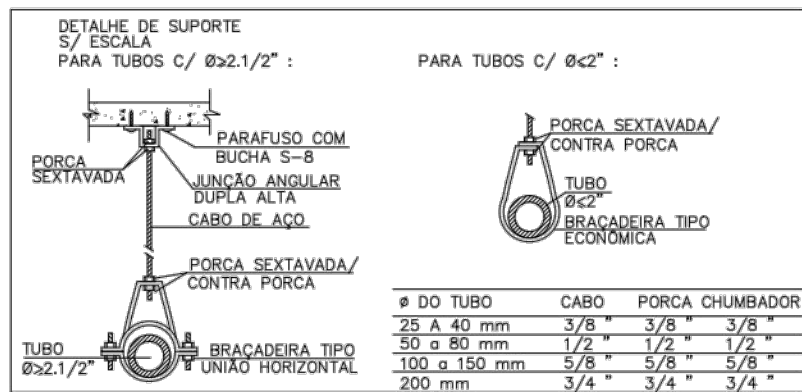 DETALHE DE SUPORTE
S/ ESCALA
PARA TUBOS C/ Ø≥2.1/2" :
PARAFUSO COM
BUCHA S-8
PORCA
SEXTAVADA
JUNÇÃO ANGULAR
DUPLA ALTA
CABO DE AÇO
PORCA SEXTAVADA/
CONTRA PORCA
TUBO
Ø≥2.1/2"
BRAÇADEIRA TIPO
UNIÃO HORIZONTAL
PARA TUBOS C/ Ø≤2" :
PORCA SEXTAVADA/
CONTRA PORCA
TUBO
Ø≤2"
BRAÇADEIRA TIPO
ECONÔMICA
ø DO TUBO CABO PORCA CHUMBADOR
25 A 40 mm 3/8 " 3/8 " 3/8 "
50 a 80 mm 1/2 " 1/2 " 1/2 "
100 a 150 mm 5/8 " 5/8 " 5/8 "
200 mm 3/4 " 3/4 " 3/4 "